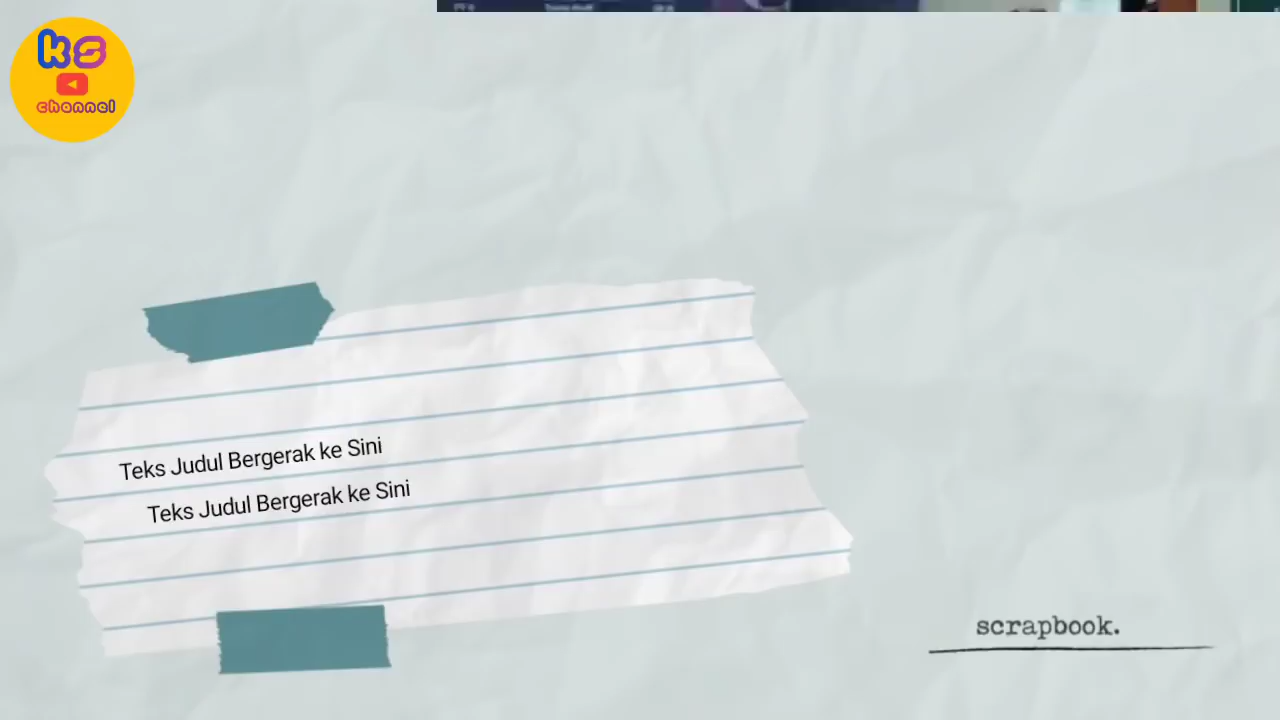 ks
channel
Teks Judul Bergerak ke Sini
Teks Judul Bergerak ke Sini
scrapbook.